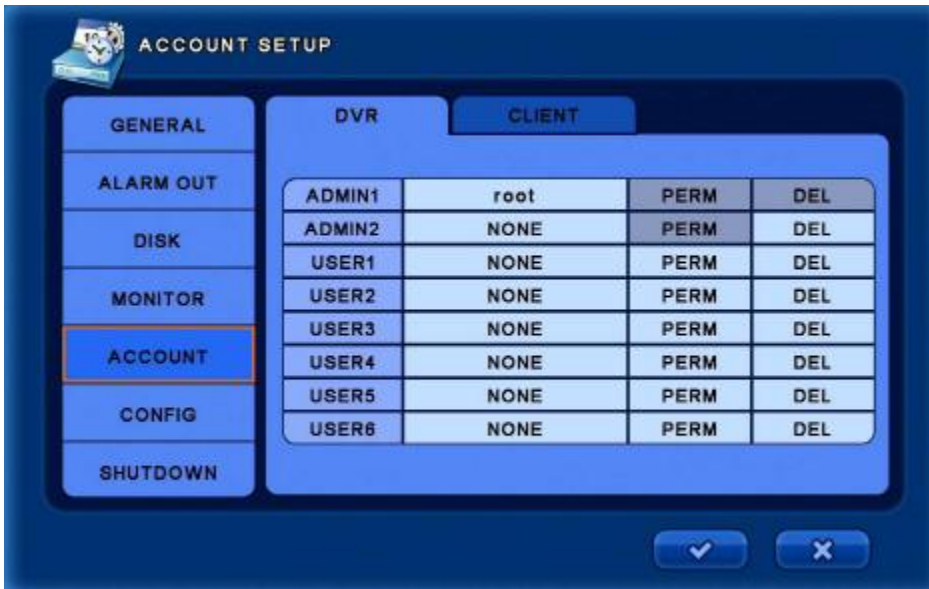 ACCOUNT SETUP
GENERAL
ALARM OUT
DISK
MONITOR
ACCOUNT
CONFIG
SHUTDOWN
DVR CLIENT
ADMIN1 root PERM DEL
ADMIN2 NONE PERM DEL
USER1 NONE PERM DEL
USER2 NONE PERM DEL
USER3 NONE PERM DEL
USER4 NONE PERM DEL
USER5 NONE PERM DEL
USER6 NONE PERM DEL